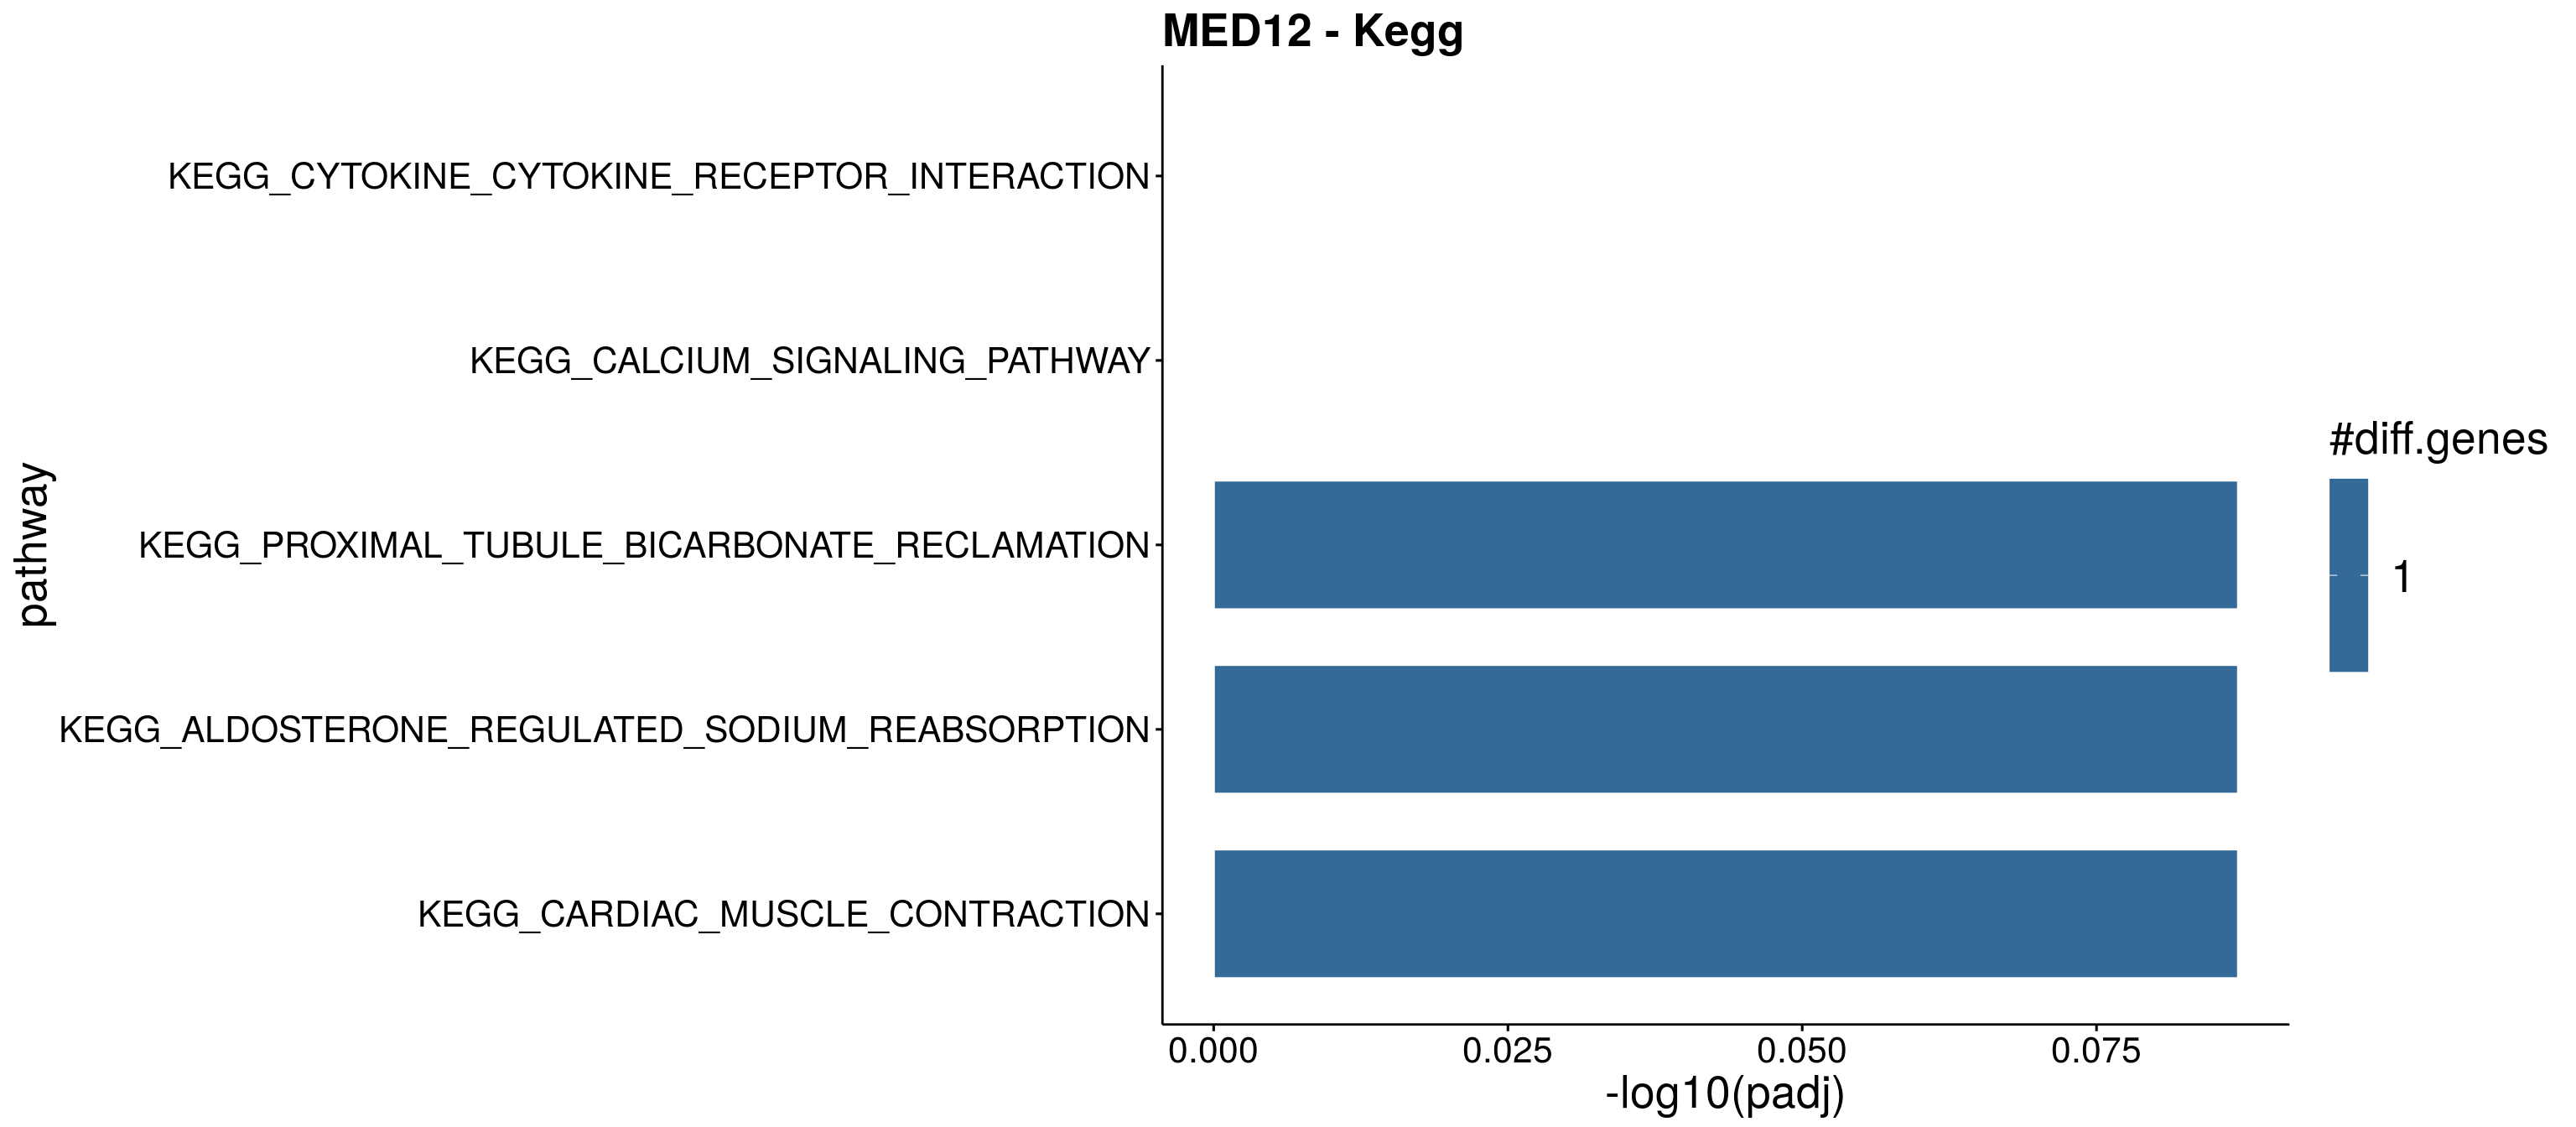 MED12 - Kegg
KEGG_CYTOKINE_CYTOKINE_RECEPTOR_INTERACTION
KEGG_CALCIUM_SIGNALING_PATHWAY
KEGG_PROXIMAL_TUBULE_BICARBONATE_RECLAMATION
KEGG_ALDOSTERONE_REGULATED_SODIUM_REABSORPTION
KEGG_CARDIAC_MUSCLE_CONTRACTION
pathway
0.000 0.025 0.050 0.075
-log10(padj)
#diff.genes
1